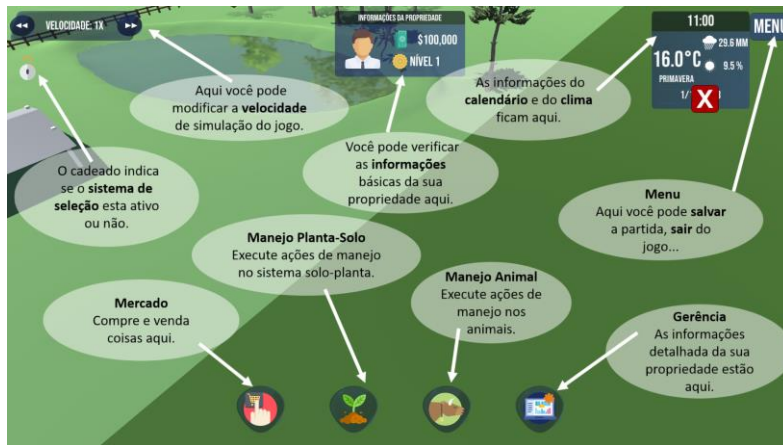 VELOCIDADE: 1X
INFORMAÇÕES DA PROPRIEDADE
$100,000
NÍVEL 1
11:00
29.6 MM
16.0°C
9.5 %
PRIMAVERA
1/1
X
MENU
Aqui você pode
modificar a velocidade
de simulação do jogo.
As informações do
calendário e do clima
ficam aqui.
O cadeado indica
se o sistema de
seleção esta ativo
ou não.
Você pode verificar
as informações
básicas da sua
propriedade aqui.
Menu
Aqui você pode salvar
a partida, sair do
jogo...
Manejo Planta-Solo
Execute ações de manejo
no sistema solo-planta.
Manejo Animal
Execute ações de
manejo nos
animais.
Mercado
Compre e venda
coisas aqui.
Gerência
As informações
detalhada da sua
propriedade estão
aqui.